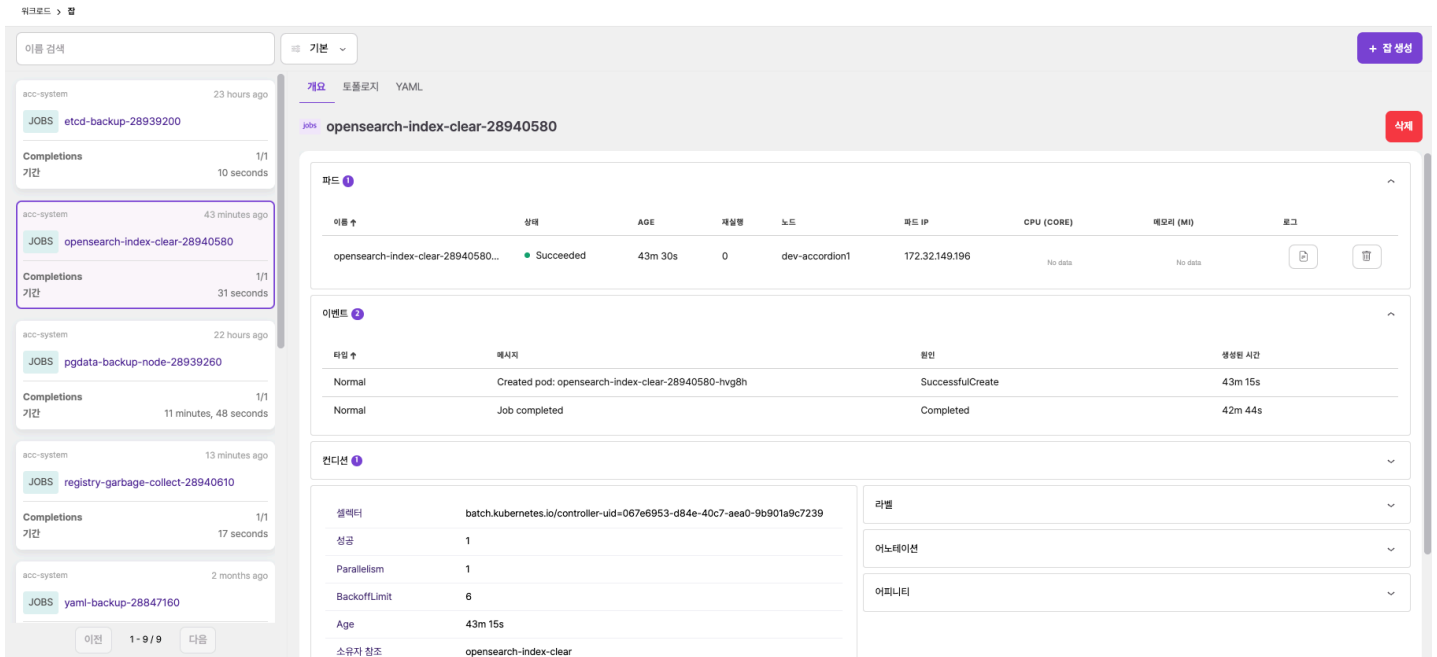 워크로드 > 잡
이름 검색
기본
+ 잡 생성
acc-system 23 hours ago
JOBS etcd-backup-28939200
Completions 1/1
기간 10 seconds
acc-system 43 minutes ago
JOBS opensearch-index-clear-28940580
Completions 1/1
기간 31 seconds
acc-system 22 hours ago
JOBS pgdata-backup-node-28939260
Completions 1/1
기간 11 minutes, 48 seconds
acc-system 13 minutes ago
JOBS registry-garbage-collect-28940610
Completions 1/1
기간 17 seconds
acc-system 2 months ago
JOBS yaml-backup-28847160
이전 1 - 9 / 9 다음
개요 토폴로지 YAML
jobs opensearch-index-clear-28940580
삭제
파드 1
이름 상태 AGE 재실행 노드 파드 IP CPU (CORE) 메모리 (MI) 로그
opensearch-index-clear-28940580... Succeeded 43m 30s 0 dev-accordion1 172.32.149.196 No data No data
이벤트 2
타입 메시지 원인 생성된 시간
Normal Created pod: opensearch-index-clear-28940580-hvg8h SuccessfulCreate 43m 15s
Normal Job completed Completed 42m 44s
컨디션 1
셀렉터 batch.kubernetes.io/controller-uid=067e6953-d84e-40c7-aea0-9b901a9c7239
성공 1
Parallelism 1
BackoffLimit 6
Age 43m 15s
소유자 참조 opensearch-index-clear
라벨
어노테이션
어피니티